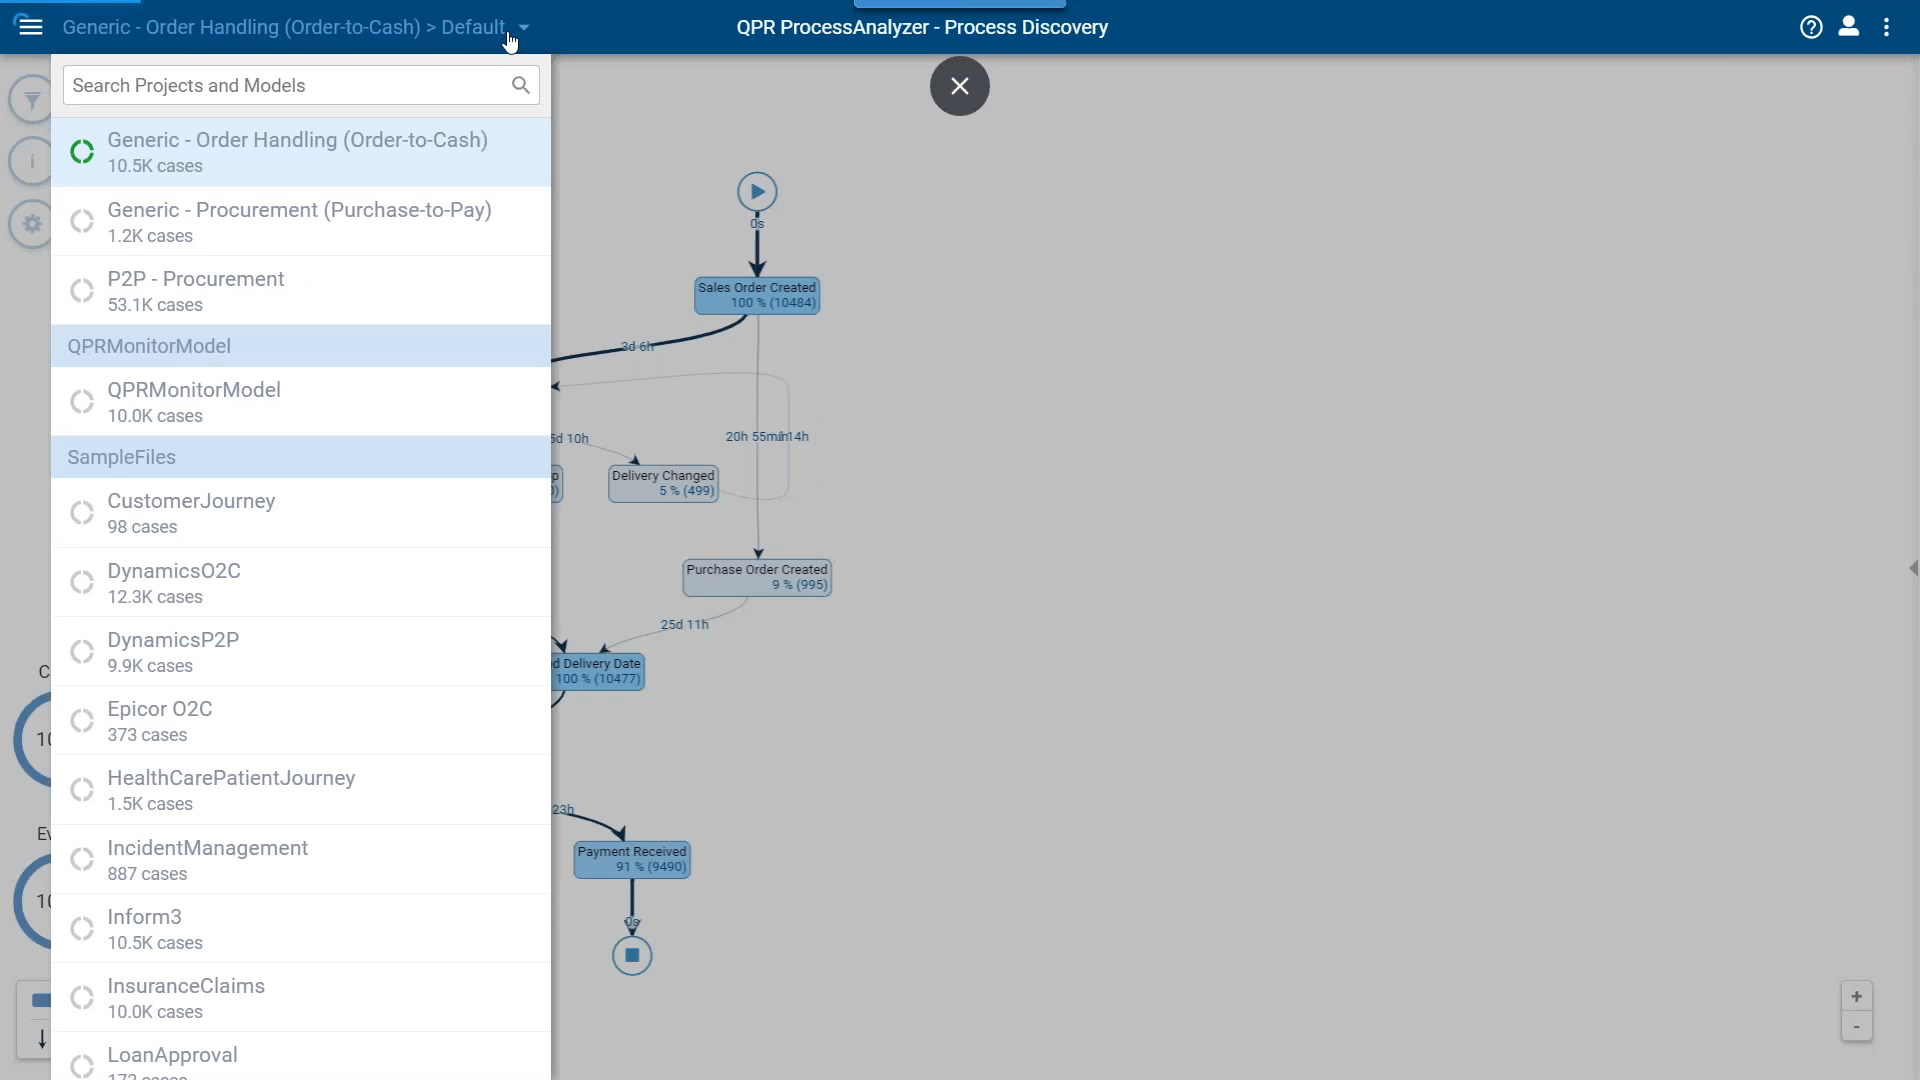 Generic - Order Handling (Order-to-Cash) > Default
QPR ProcessAnalyzer - Process Discovery
Search Projects and Models
Generic - Order Handling (Order-to-Cash)
10.5K cases
Generic - Procurement (Purchase-to-Pay)
1.2K cases
P2P - Procurement
53.1K cases
QPRMonitorModel
QPRMonitorModel
10.0K cases
SampleFiles
CustomerJourney
98 cases
DynamicsO2C
12.3K cases
DynamicsP2P
9.9K cases
Epicor O2C
373 cases
HealthCarePatientJourney
1.5K cases
IncidentManagement
887 cases
Inform3
10.5K cases
InsuranceClaims
10.0K cases
LoanApproval
0s
Sales Order Created
100 % (10484)
3d 6h
5d 10h
20h 55min
14h
Delivery Changed
5 % (499)
Purchase Order Created
9 % (995)
25d 11h
d Delivery Date
100 % (10477)
23h
Payment Received
91 % (9490)
0s
+
-